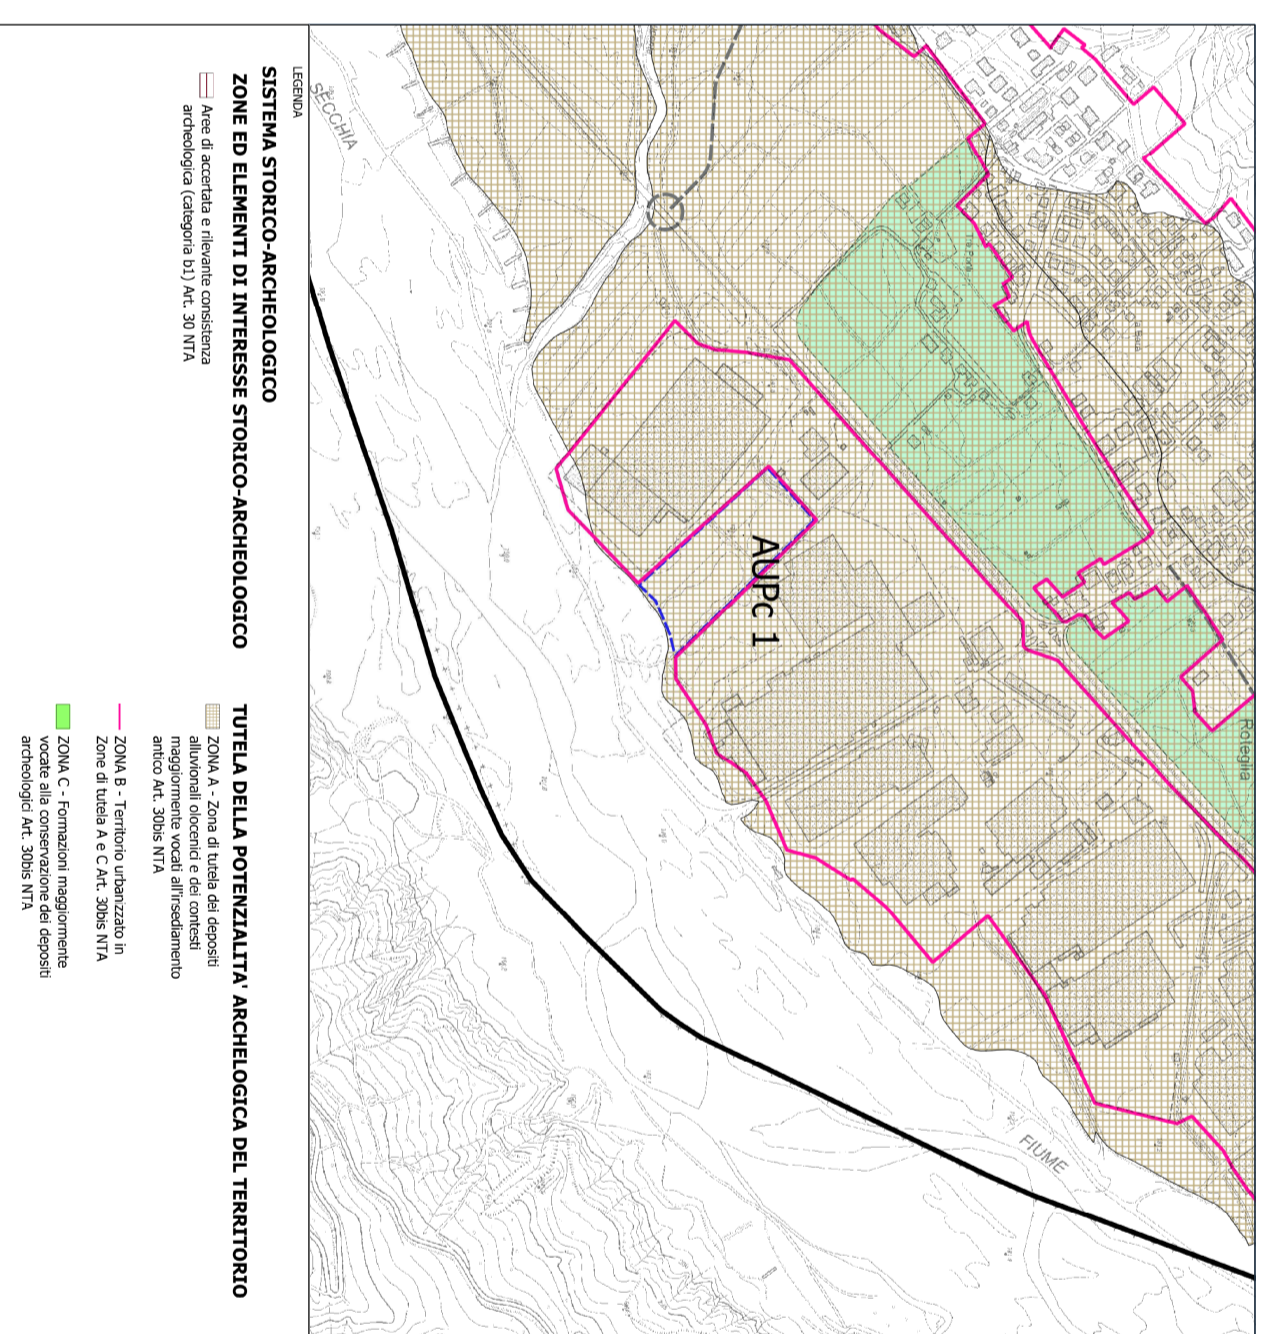 SECCHIA
AUPc 1
Roteglia
FIUME
LEGENDA
SISTEMA STORICO-ARCHEOLOGICO
ZONE ED ELEMENTI DI INTERESSE STORICO-ARCHEOLOGICO
Aree di accertata e rilevante consistenza
archeologica (categoria b1) Art. 30 NTA
TUTELA DELLA POTENZIALITA' ARCHELOGICA DEL TERRITORIO
ZONA A - Zona di tutela dei depositi
alluvionali olocenici e dei contesti
maggiormente vocati all'insediamento
antico Art. 30bis NTA
ZONA B - Territorio urbanizzato in
Zone di tutela A e C Art. 30bis NTA
ZONA C - Formazioni maggiormente
vocate alla conservazione dei depositi
archeologici Art. 30bis NTA